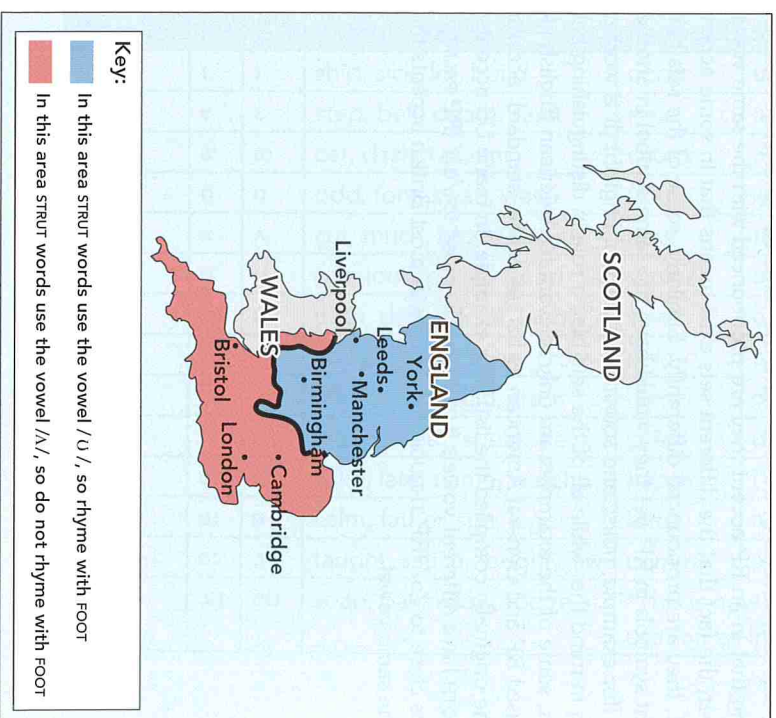 SCOTLAND
ENGLAND
York
Leeds
Liverpool
Manchester
WALES
Birmingham
Cambridge
Bristol
London
Key:
In this area STRUT words use the vowel /ʊ/, so rhyme with FOOT
In this area STRUT words use the vowel /ʌ/, so do not rhyme with FOOT